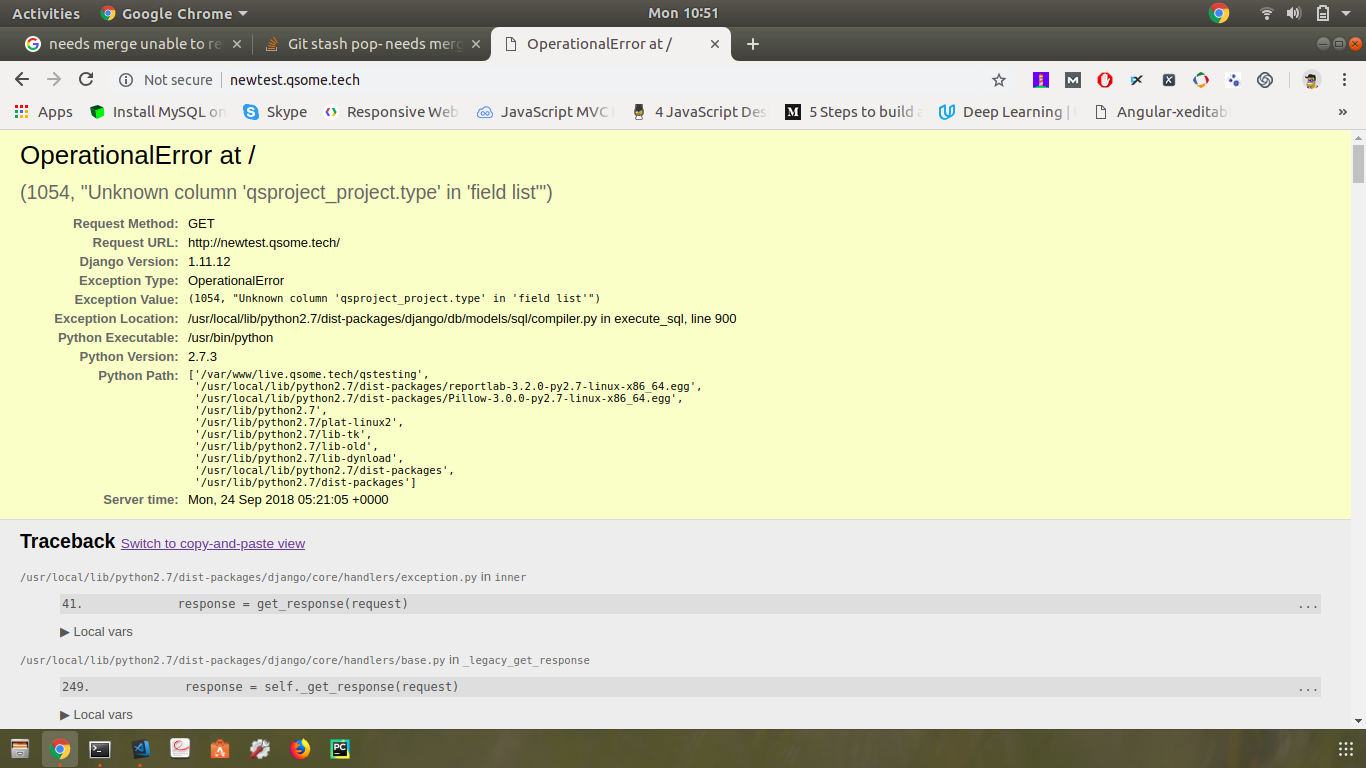 Activities Google Chrome Mon 10:51
needs merge unable to re Git stash pop- needs merg OperationalError at /
Not secure newtest.qsome.tech
Apps Install MySQL on Skype Responsive Web JavaScript MVC 4 JavaScript Des 5 Steps to build a Deep Learning | Angular-xeditab »
OperationalError at /
(1054, "Unknown column 'qsproject_project.type' in 'field list'")
Request Method: GET
Request URL: http://newtest.qsome.tech/
Django Version: 1.11.12
Exception Type: OperationalError
Exception Value: (1054, "Unknown column 'qsproject_project.type' in 'field list'")
Exception Location: /usr/local/lib/python2.7/dist-packages/django/db/models/sql/compiler.py in execute_sql, line 900
Python Executable: /usr/bin/python
Python Version: 2.7.3
Python Path: ['/var/www/live.qsome.tech/qstesting',
'/usr/local/lib/python2.7/dist-packages/reportlab-3.2.0-py2.7-linux-x86_64.egg',
'/usr/local/lib/python2.7/dist-packages/Pillow-3.0.0-py2.7-linux-x86_64.egg',
'/usr/lib/python2.7',
'/usr/lib/python2.7/plat-linux2',
'/usr/lib/python2.7/lib-tk',
'/usr/lib/python2.7/lib-old',
'/usr/lib/python2.7/lib-dynload',
'/usr/local/lib/python2.7/dist-packages',
'/usr/lib/python2.7/dist-packages']
Server time: Mon, 24 Sep 2018 05:21:05 +0000
Traceback Switch to copy-and-paste view
/usr/local/lib/python2.7/dist-packages/django/core/handlers/exception.py in inner
41. response = get_response(request) ...
▶ Local vars
/usr/local/lib/python2.7/dist-packages/django/core/handlers/base.py in _legacy_get_response
249. response = self._get_response(request) ...
▶ Local vars